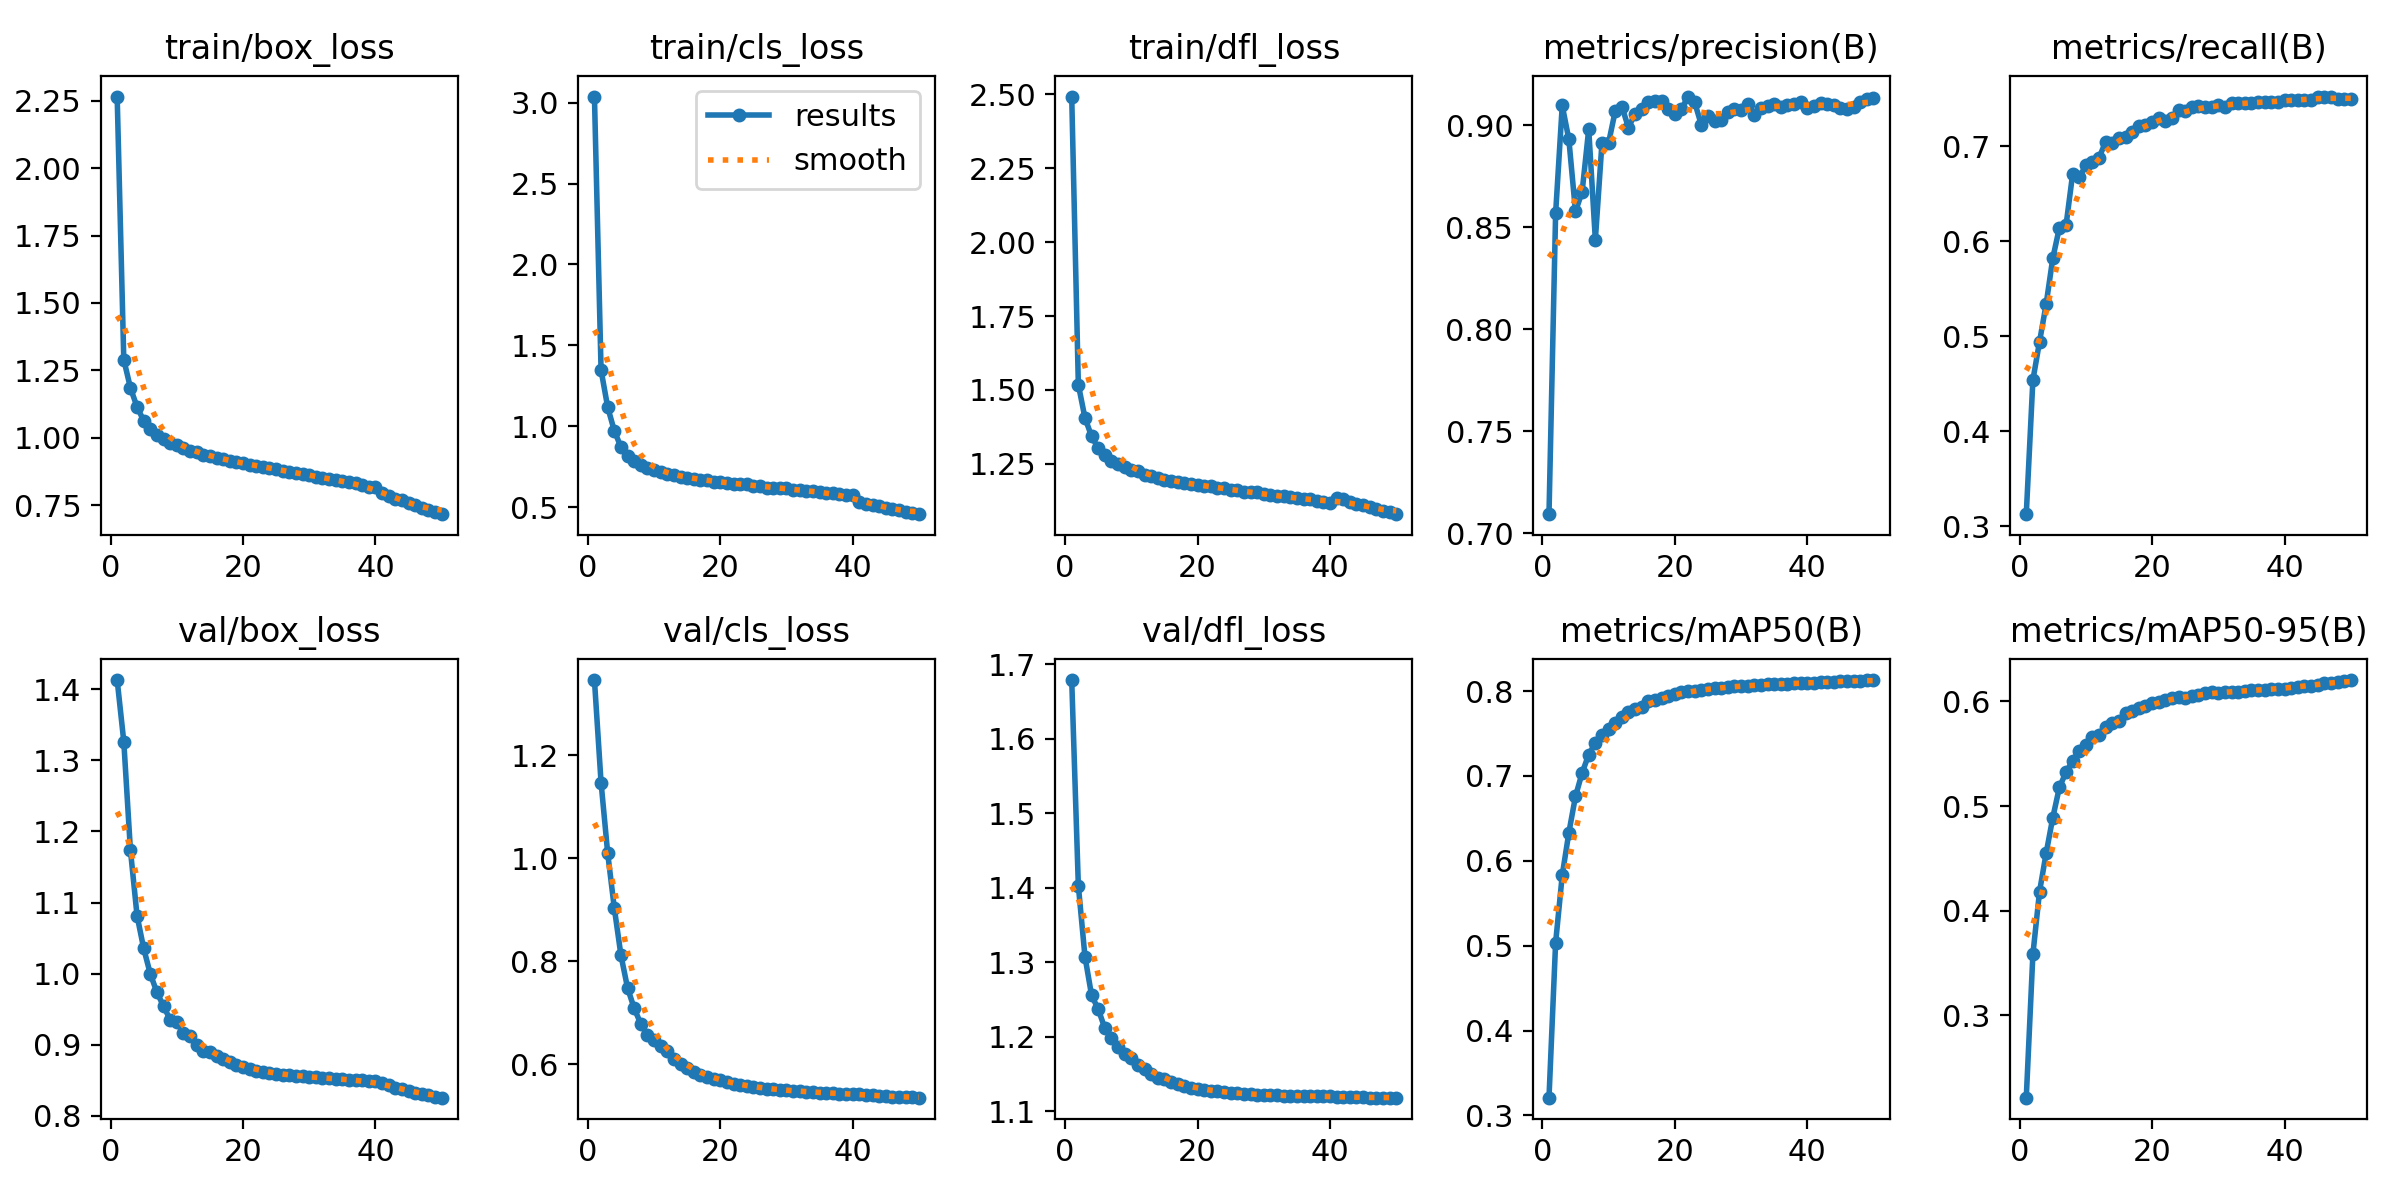 train/box_loss
2.25
2.00
1.75
1.50
1.25
1.00
0.75
0 20 40
train/cls_loss
results
smooth
3.0
2.5
2.0
1.5
1.0
0.5
0 20 40
train/dfl_loss
2.50
2.25
2.00
1.75
1.50
1.25
0 20 40
metrics/precision(B)
0.90
0.85
0.80
0.75
0.70
0 20 40
metrics/recall(B)
0.7
0.6
0.5
0.4
0.3
0 20 40
val/box_loss
1.4
1.3
1.2
1.1
1.0
0.9
0.8
0 20 40
val/cls_loss
1.2
1.0
0.8
0.6
0 20 40
val/dfl_loss
1.7
1.6
1.5
1.4
1.3
1.2
1.1
0 20 40
metrics/mAP50(B)
0.8
0.7
0.6
0.5
0.4
0.3
0 20 40
metrics/mAP50-95(B)
0.6
0.5
0.4
0.3
0 20 40